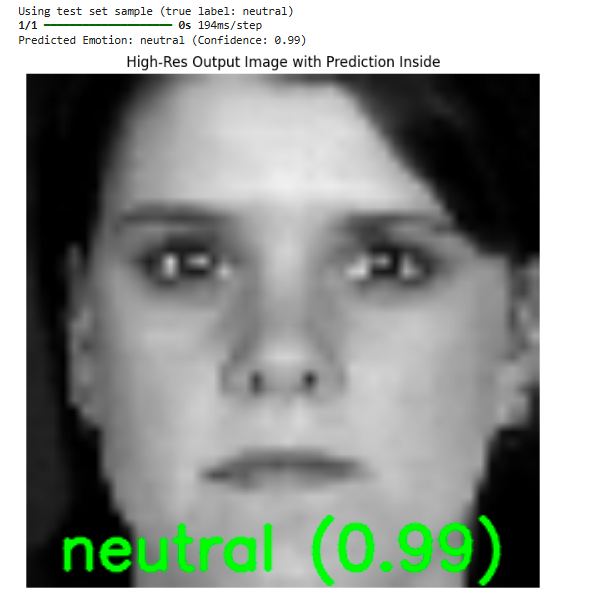 Using test set sample (true label: neutral)
1/1 ━━━━━━━━━━━━━━━━━━━━ 0s 194ms/step
Predicted Emotion: neutral (Confidence: 0.99)
High-Res Output Image with Prediction Inside
neutral (0.99)